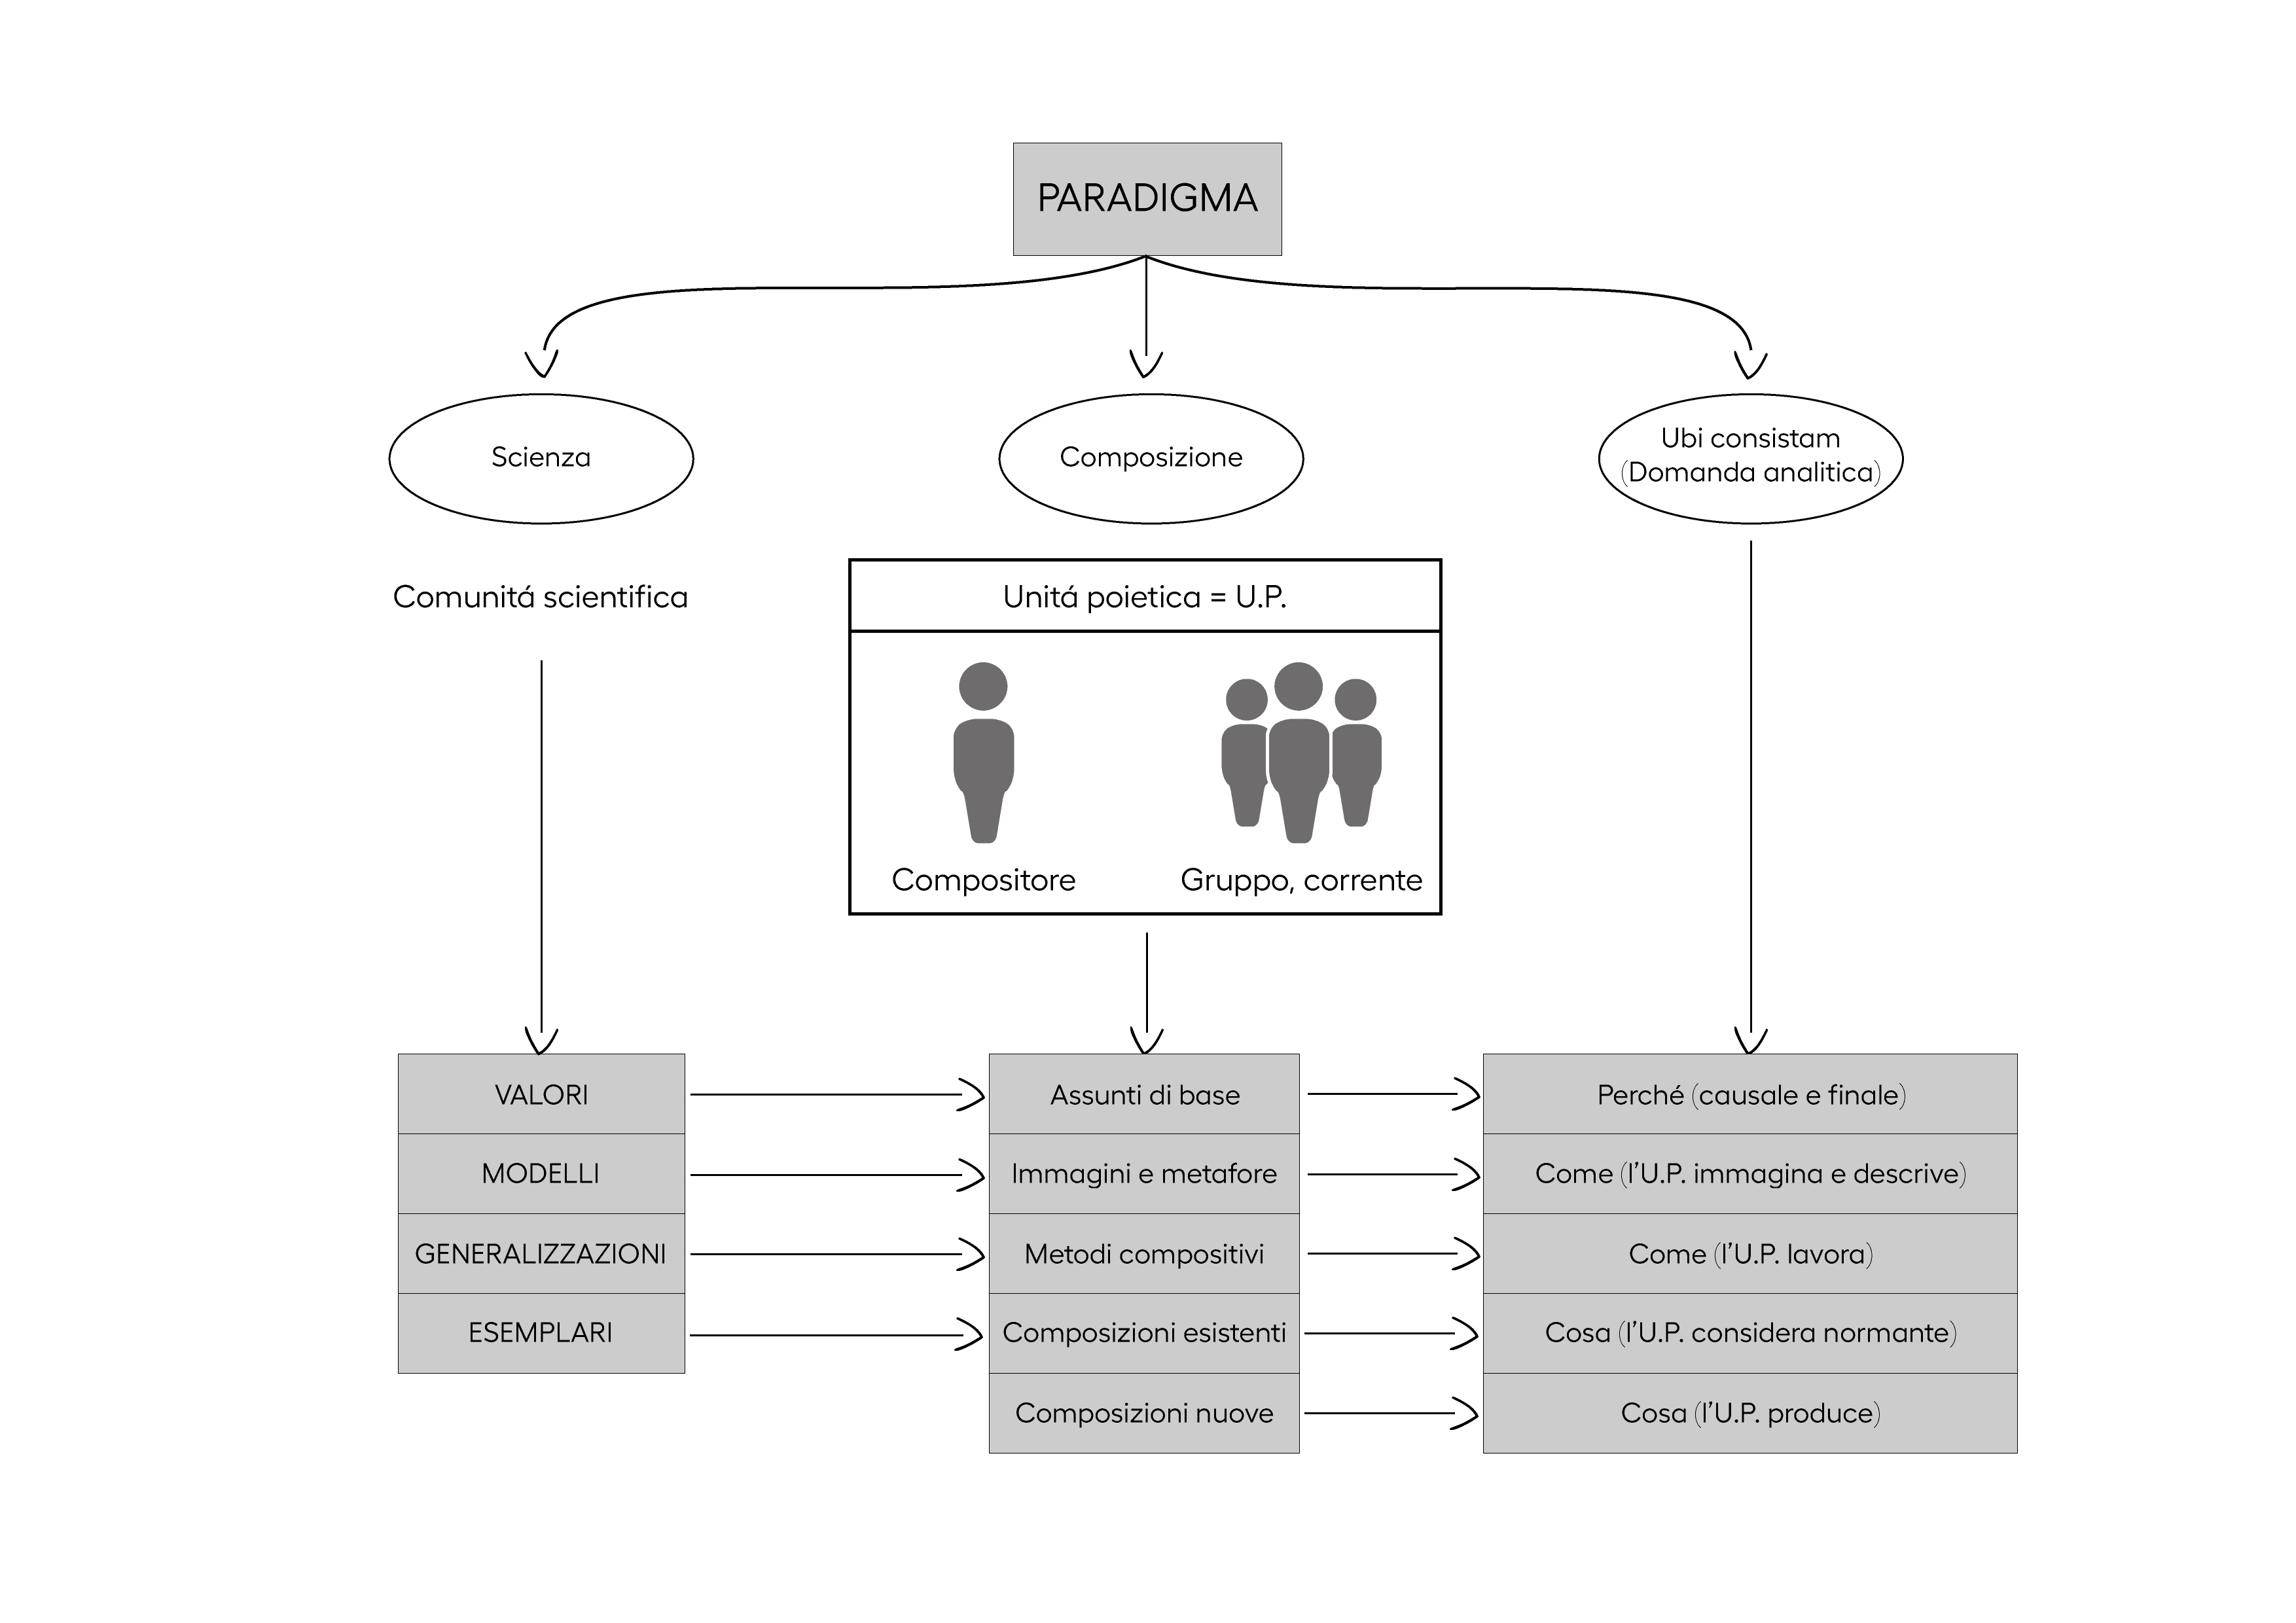 PARADIGMA
Scienza
Composizione
Ubi consistam
(Domanda analitica)
Comunitá scientifica
Unitá poietica = U.P.
Compositore
Gruppo, corrente
VALORI
Assunti di base
Perché (causale e finale)
MODELLI
Immagini e metafore
Come (l'U.P. immagina e descrive)
GENERALIZZAZIONI
Metodi compositivi
Come (l'U.P. lavora)
ESEMPLARI
Composizioni esistenti
Cosa (l'U.P. considera normante)
Composizioni nuove
Cosa (l'U.P. produce)